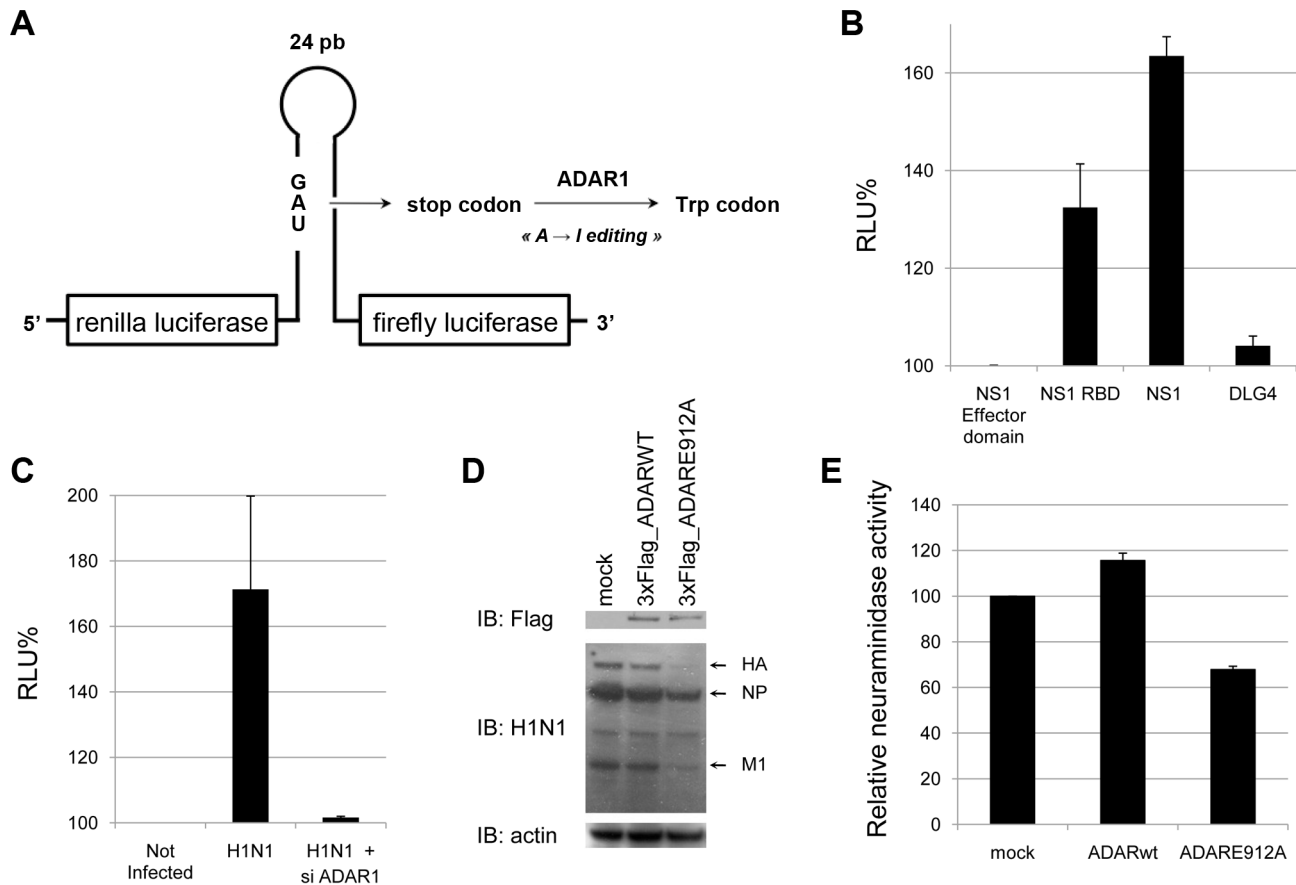 A
24 pb
G
A
U
stop codon
ADAR1
Trp codon
« A → I editing »
5’
renilla luciferase
firefly luciferase
3’
B
RLU%
160
140
120
100
NS1
Effector
domain
NS1 RBD
NS1
DLG4
C
RLU%
200
180
160
140
120
100
Not
Infected
H1N1
H1N1 +
si ADAR1
D
mock
3xFlag_ADARWT
3xFlag_ADARE912A
IB: Flag
HA
NP
IB: H1N1
M1
IB: actin
E
Relative neuraminidase activity
140
120
100
80
60
40
20
0
mock
ADARwt
ADARE912A